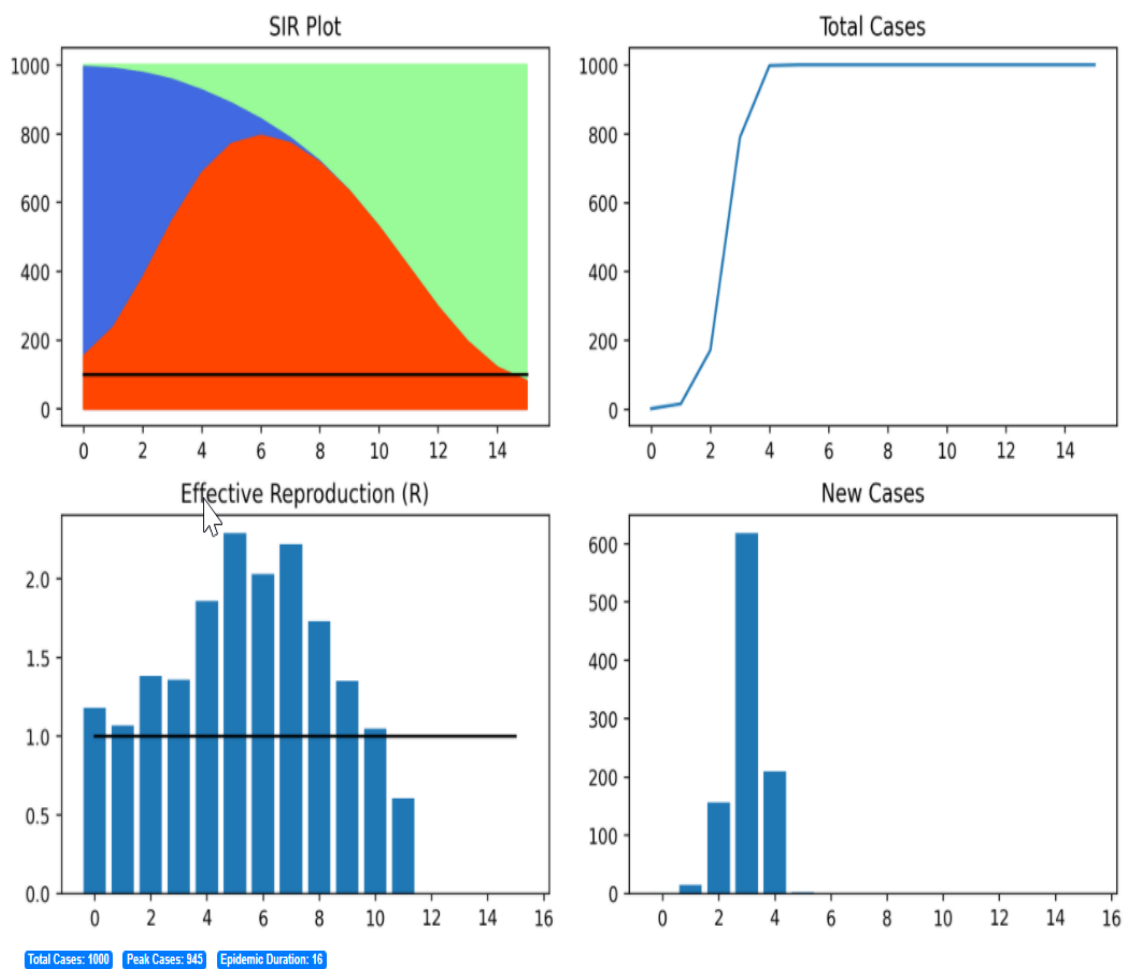 SIR Plot
1000
800
600
400
200
0
0 2 4 6 8 10 12 14
Total Cases
1000
800
600
400
200
0
0 2 4 6 8 10 12 14
Effective Reproduction (R)
2.0
1.5
1.0
0.5
0.0
0 2 4 6 8 10 12 14 16
New Cases
600
500
400
300
200
100
0
0 2 4 6 8 10 12 14 16
Total Cases: 1000 Peak Cases: 945 Epidemic Duration: 16